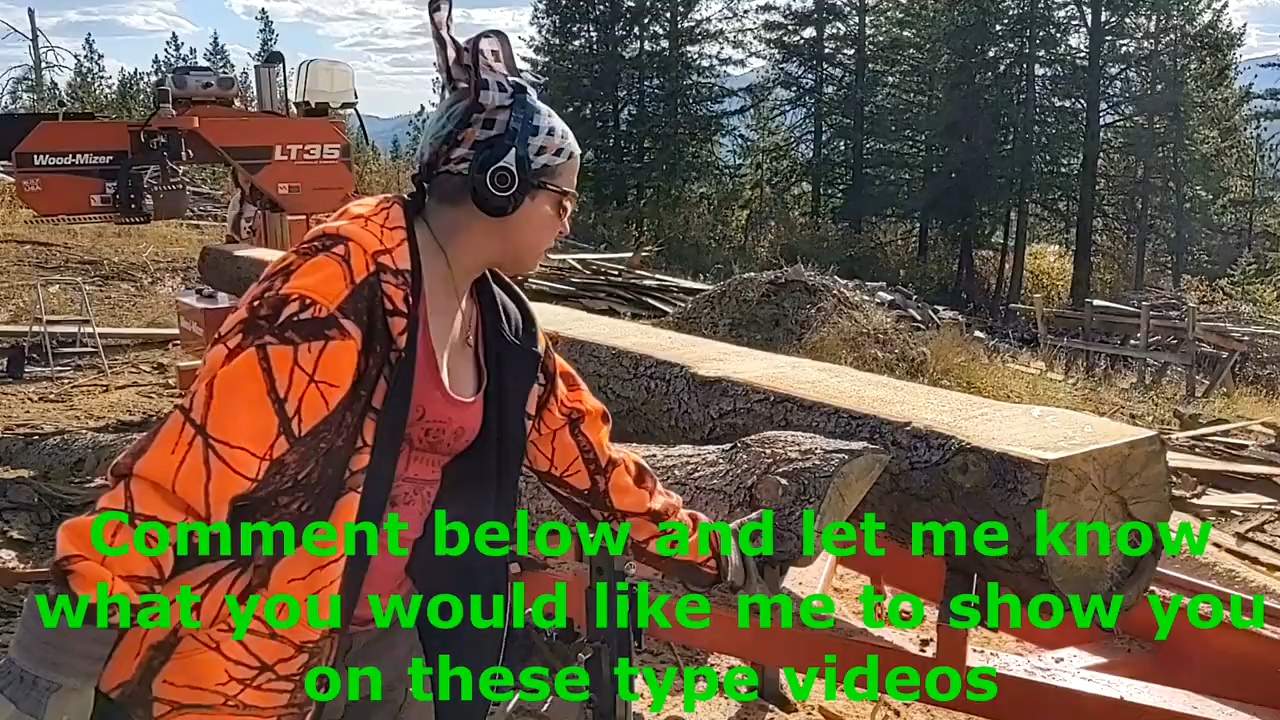 Wood-Mizer
LT35
Comment below and let me know
what you would like me to show you
on these type videos